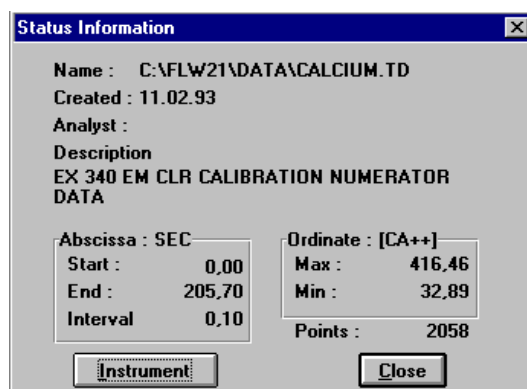 Status Information
Name : C:\FLW21\DATA\CALCIUM.TD
Created : 11.02.93
Analyst :
Description
EX 340 EM CLR CALIBRATION NUMERATOR
DATA
Abscissa : SEC
Start : 0,00
End : 205,70
Interval 0,10
Ordinate : [CA++]
Max : 416,46
Min : 32,89
Points : 2058
Instrument
Close